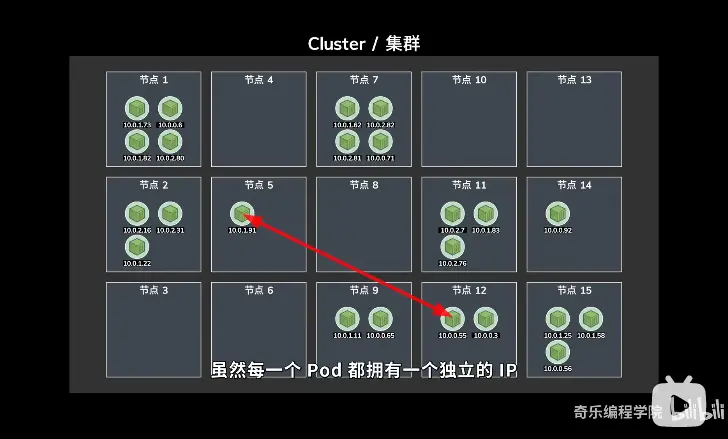 Cluster / 集群
节点 1
节点 4
节点 7
节点 10
节点 13
10.0.1.73 10.0.0.6
10.0.1.62 10.0.2.82
10.0.1.82 10.0.2.80
10.0.2.81 10.0.0.71
节点 2
节点 5
节点 8
节点 11
节点 14
10.0.2.16 10.0.2.31
10.0.1.91
10.0.2.7 10.0.1.83
10.0.0.92
10.0.1.22
10.0.2.76
节点 3
节点 6
节点 9
节点 12
节点 15
10.0.1.11 10.0.0.65
10.0.0.55 10.0.0.3
10.0.1.25 10.0.1.58
10.0.0.56
虽然每一个 Pod 都拥有一个独立的 IP
奇乐编程学院
bilibili